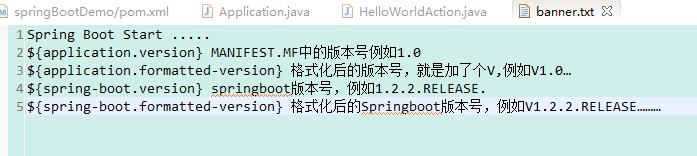 springBootDemo/pom.xml Application.java HelloWorldAction.java banner.txt
1 Spring Boot Start .....
2 ${application.version} MANIFEST.MF中的版本号例如1.0
3 ${application.formatted-version} 格式化后的版本号，就是加了个V,例如V1.0…
4 ${spring-boot.version} springboot版本号，例如1.2.2.RELEASE.
5 ${spring-boot.formatted-version} 格式化后的Springboot版本号，例如V1.2.2.RELEASE………